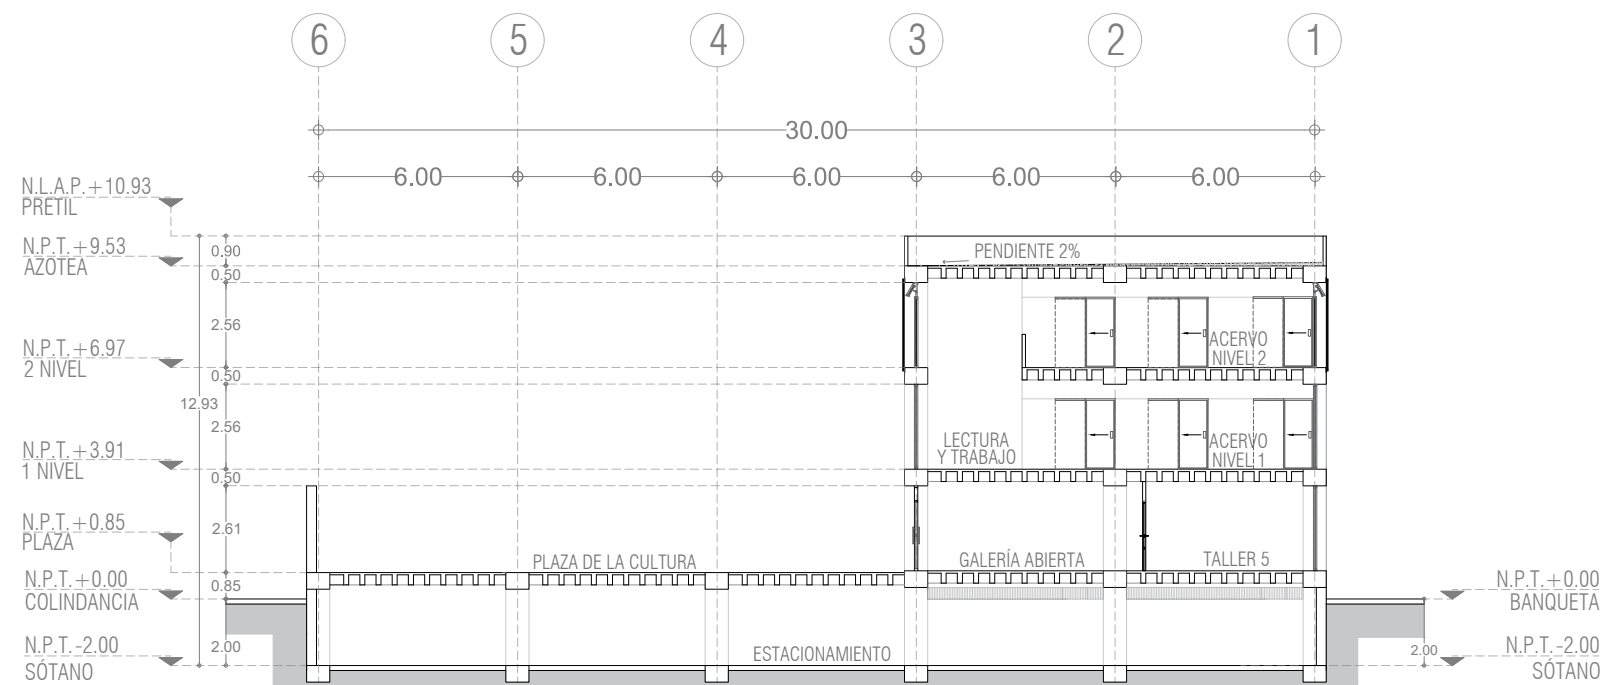 6 5 4 3 2 1
30.00
6.00 6.00 6.00 6.00 6.00
N.L.A.P.+10.93
PRETIL
N.P.T.+9.53
AZOTEA
N.P.T.+6.97
2 NIVEL
N.P.T.+3.91
1 NIVEL
N.P.T.+0.85
PLAZA
N.P.T.+0.00
COLINDANCIA
N.P.T.-2.00
SÓTANO
12.93
0.90
0.50
2.56
0.50
2.56
0.50
2.61
0.85
2.00
PENDIENTE 2%
ACERVO
NIVEL 2
LECTURA
Y TRABAJO
ACERVO
NIVEL 1
PLAZA DE LA CULTURA
GALERÍA ABIERTA
TALLER 5
ESTACIONAMIENTO
N.P.T.+0.00
BANQUETA
2.00
N.P.T.-2.00
SÓTANO